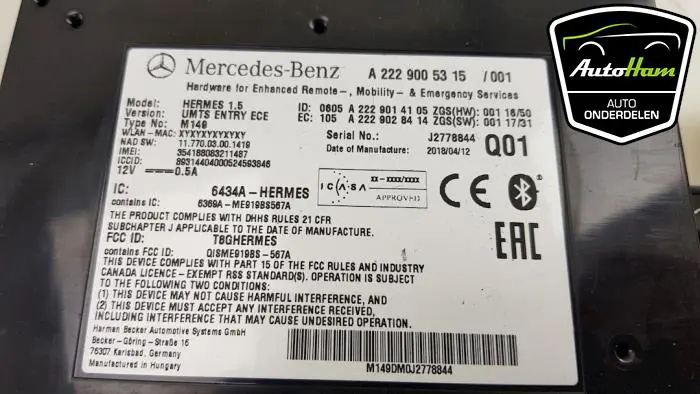 Mercedes-Benz A 222 900 53 15 /001
Hardware for Enhanced Remote-, Mobility- & Emergency Services
Model: HERMES 1.5 ID: 0605 A 222 901 41 05 ZGS(HW): 001 16/50
Version: UMTS ENTRY ECE EC: 105 A 222 902 84 14 ZGS(SW): 001 17/31
Type No: M149
WLAN-MAC: XYXYXYXYXYXY Serial No.: J2778844
NAD SW: 11.770.03.00.1419 Date of Manufacture: 2018/04/12 Q01
IMEI: 354188083211487
ICCID: 89314404000524593846
12V 0.5A
IC: 6434A-HERMES
contains IC: 6369A-ME919BS567A
ICASA XX-XXXX/XXXX APPROVED
CE
EAC
THE PRODUCT COMPLIES WITH DHHS RULES 21 CFR
SUBCHAPTER J APPLICABLE TO THE DATE OF MANUFACTURE.
FCC ID: T8GHERMES
contains FCC ID: QISME919BS-567A
THIS DEVICE COMPLIES WITH PART 15 OF THE FCC RULES AND INDUSTRY
CANADA LICENCE-EXEMPT RSS STANDARD(S). OPERATION IS SUBJECT
TO THE FOLLOWING TWO CONDITIONS:
(1) THIS DEVICE MAY NOT CAUSE HARMFUL INTERFERENCE, AND
(2) THIS DEVICE MUST ACCEPT ANY INTERFERENCE RECEIVED,
INCLUDING INTERFERENCE THAT MAY CAUSE UNDESIRED OPERATION.
Harman Becker Automotive Systems GmbH
Becker-Göring-Straße 16
76307 Karlsbad, Germany
Manufactured in Hungary
M149DM0J2778844
AutoHam
AUTO
ONDERDELEN